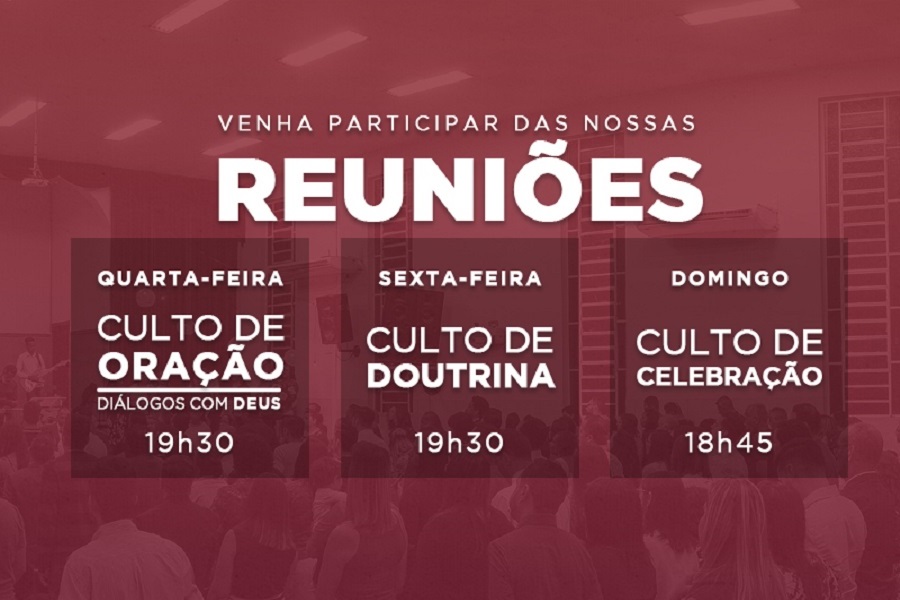 VENHA PARTICIPAR DAS NOSSAS
REUNIÕES
QUARTA-FEIRA
CULTO DE
ORAÇÃO
DIÁLOGOS COM DEUS
19h30
SEXTA-FEIRA
CULTO DE
DOUTRINA
19h30
DOMINGO
CULTO DE
CELEBRAÇÃO
18h45